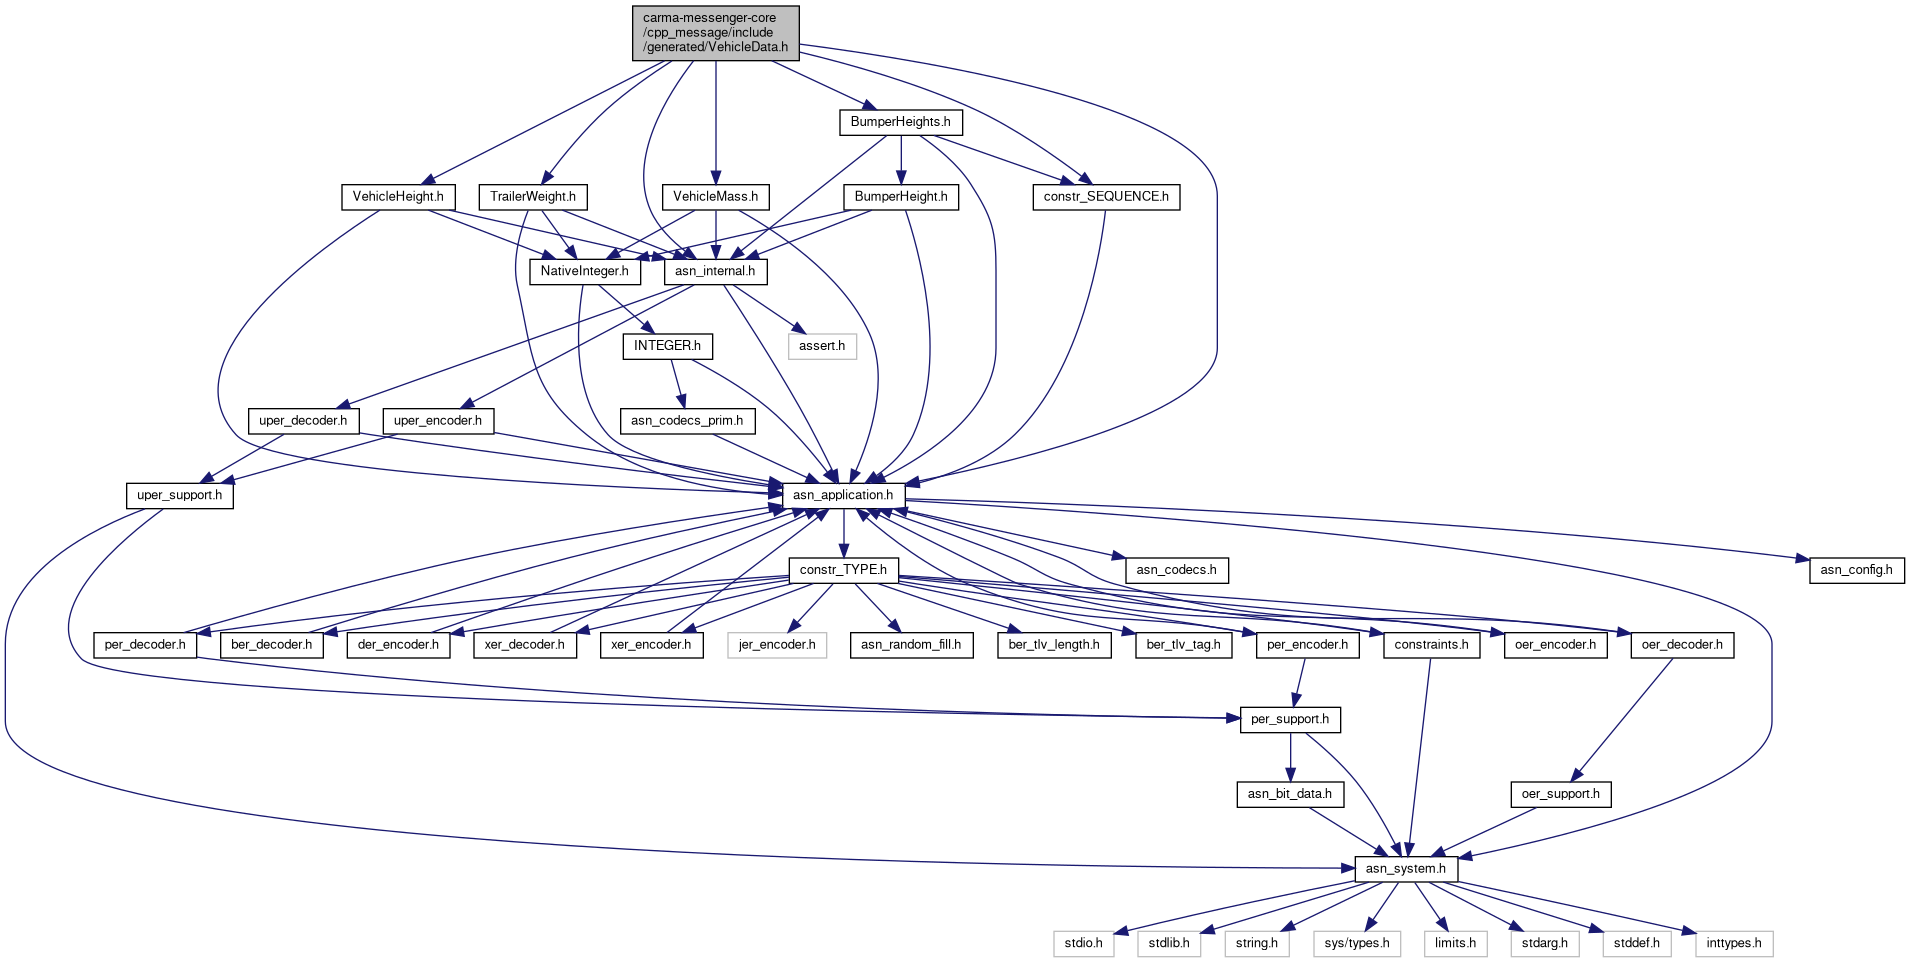 carma-messenger-core
/cpp_message/include
/generated/VehicleData.h
BumperHeights.h
VehicleHeight.h
TrailerWeight.h
VehicleMass.h
BumperHeight.h
constr_SEQUENCE.h
NativeInteger.h
asn_internal.h
INTEGER.h
assert.h
uper_decoder.h
uper_encoder.h
asn_codecs_prim.h
uper_support.h
asn_application.h
constr_TYPE.h
asn_codecs.h
asn_config.h
per_decoder.h
ber_decoder.h
der_encoder.h
xer_decoder.h
xer_encoder.h
jer_encoder.h
asn_random_fill.h
ber_tlv_length.h
ber_tlv_tag.h
per_encoder.h
constraints.h
oer_encoder.h
oer_decoder.h
per_support.h
asn_bit_data.h
oer_support.h
asn_system.h
stdio.h
stdlib.h
string.h
sys/types.h
limits.h
stdarg.h
stddef.h
inttypes.h